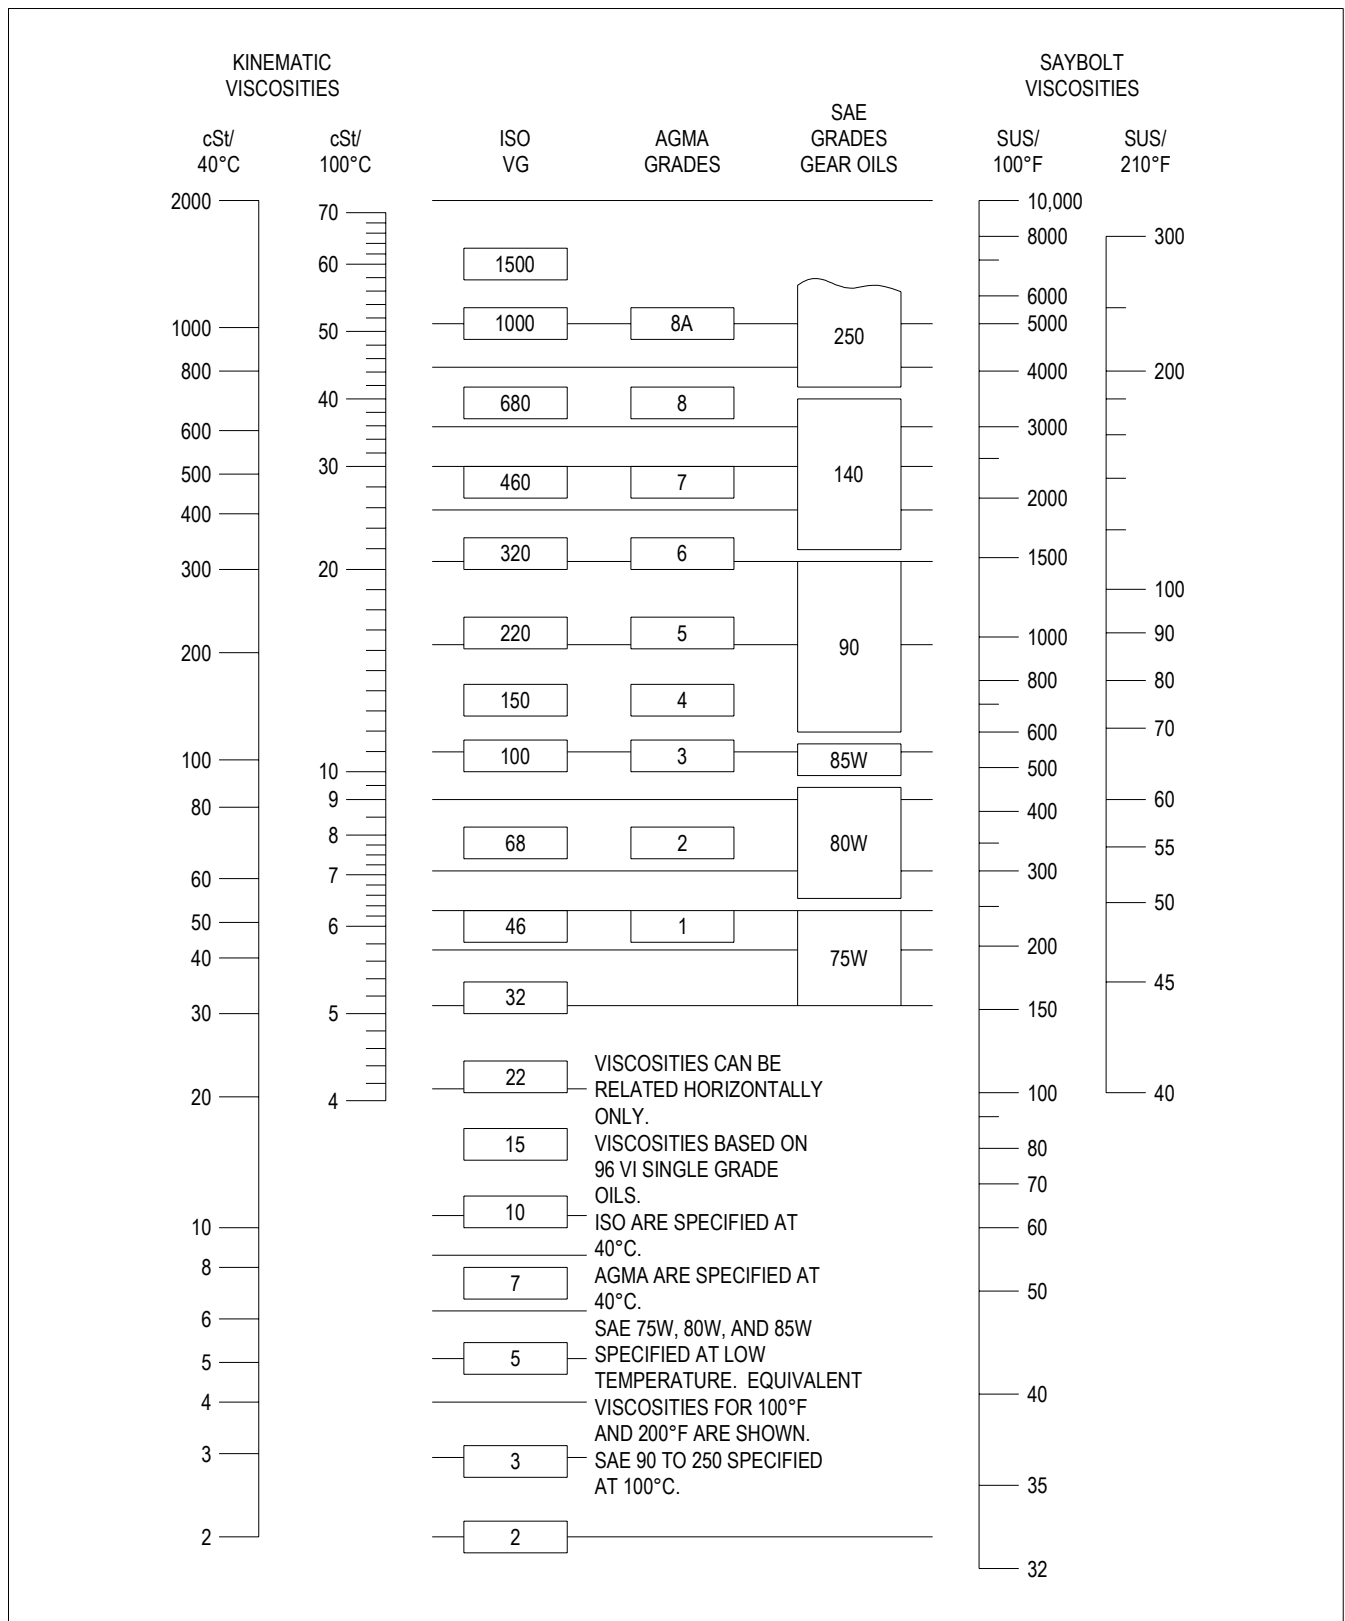 KINEMATIC
VISCOSITIES
SAYBOLT
VISCOSITIES
cSt/
40°C
cSt/
100°C
ISO
VG
AGMA
GRADES
SAE
GRADES
GEAR OILS
SUS/
100°F
SUS/
210°F
2000
1000
800
600
500
400
300
200
100
80
60
50
40
30
20
10
8
6
5
4
3
2
70
60
50
40
30
20
10
9
8
7
6
5
4
1500
1000
680
460
320
220
150
100
68
46
32
22
15
10
7
5
3
2
8A
8
7
6
5
4
3
2
1
250
140
90
85W
80W
75W
VISCOSITIES CAN BE
RELATED HORIZONTALLY
ONLY.
VISCOSITIES BASED ON
96 VI SINGLE GRADE
OILS.
ISO ARE SPECIFIED AT
40°C.
AGMA ARE SPECIFIED AT
40°C.
SAE 75W, 80W, AND 85W
SPECIFIED AT LOW
TEMPERATURE. EQUIVALENT
VISCOSITIES FOR 100°F
AND 200°F ARE SHOWN.
SAE 90 TO 250 SPECIFIED
AT 100°C.
10,000
8000
6000
5000
4000
3000
2000
1500
1000
800
600
500
400
300
200
150
100
80
70
60
50
40
35
32
300
200
100
90
80
70
60
55
50
45
40